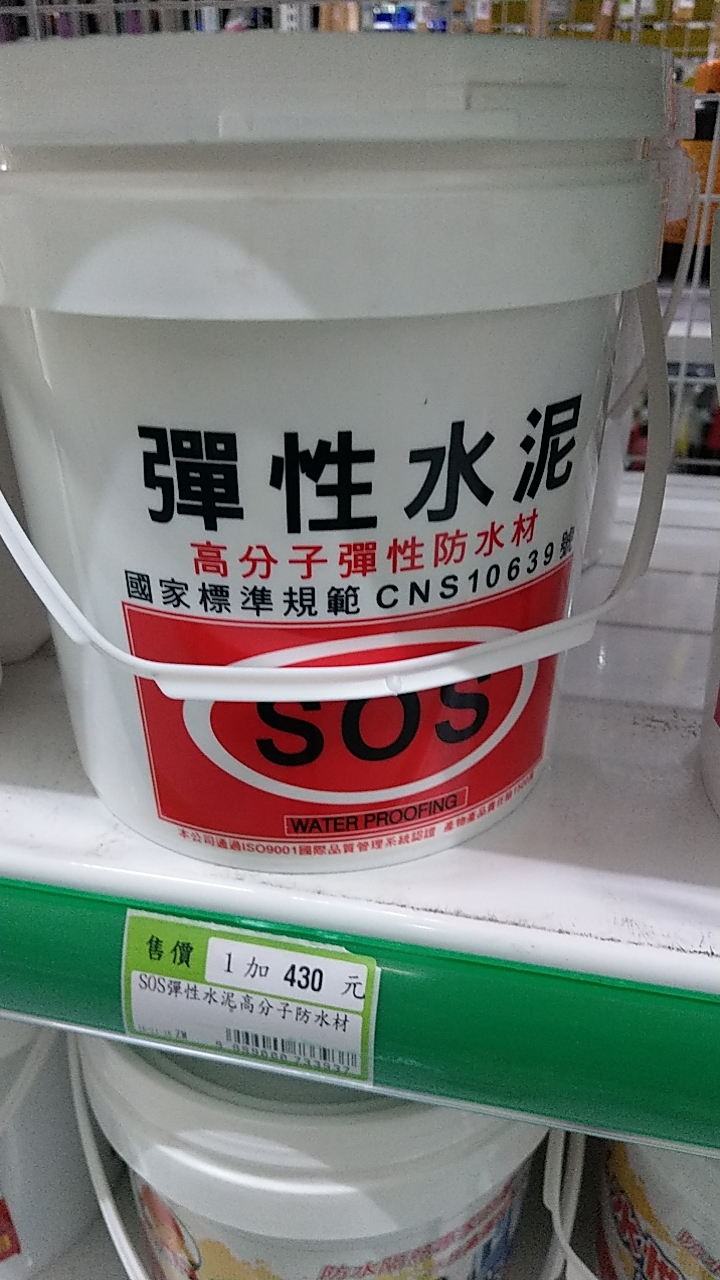 彈性水泥
高分子彈性防水材
國家標準規範 CNS10639號
SOS
WATER PROOFING
本公司通過ISO9001國際品質管理系統認證
售價 1加 430 元
SOS彈性水泥高分子防水材